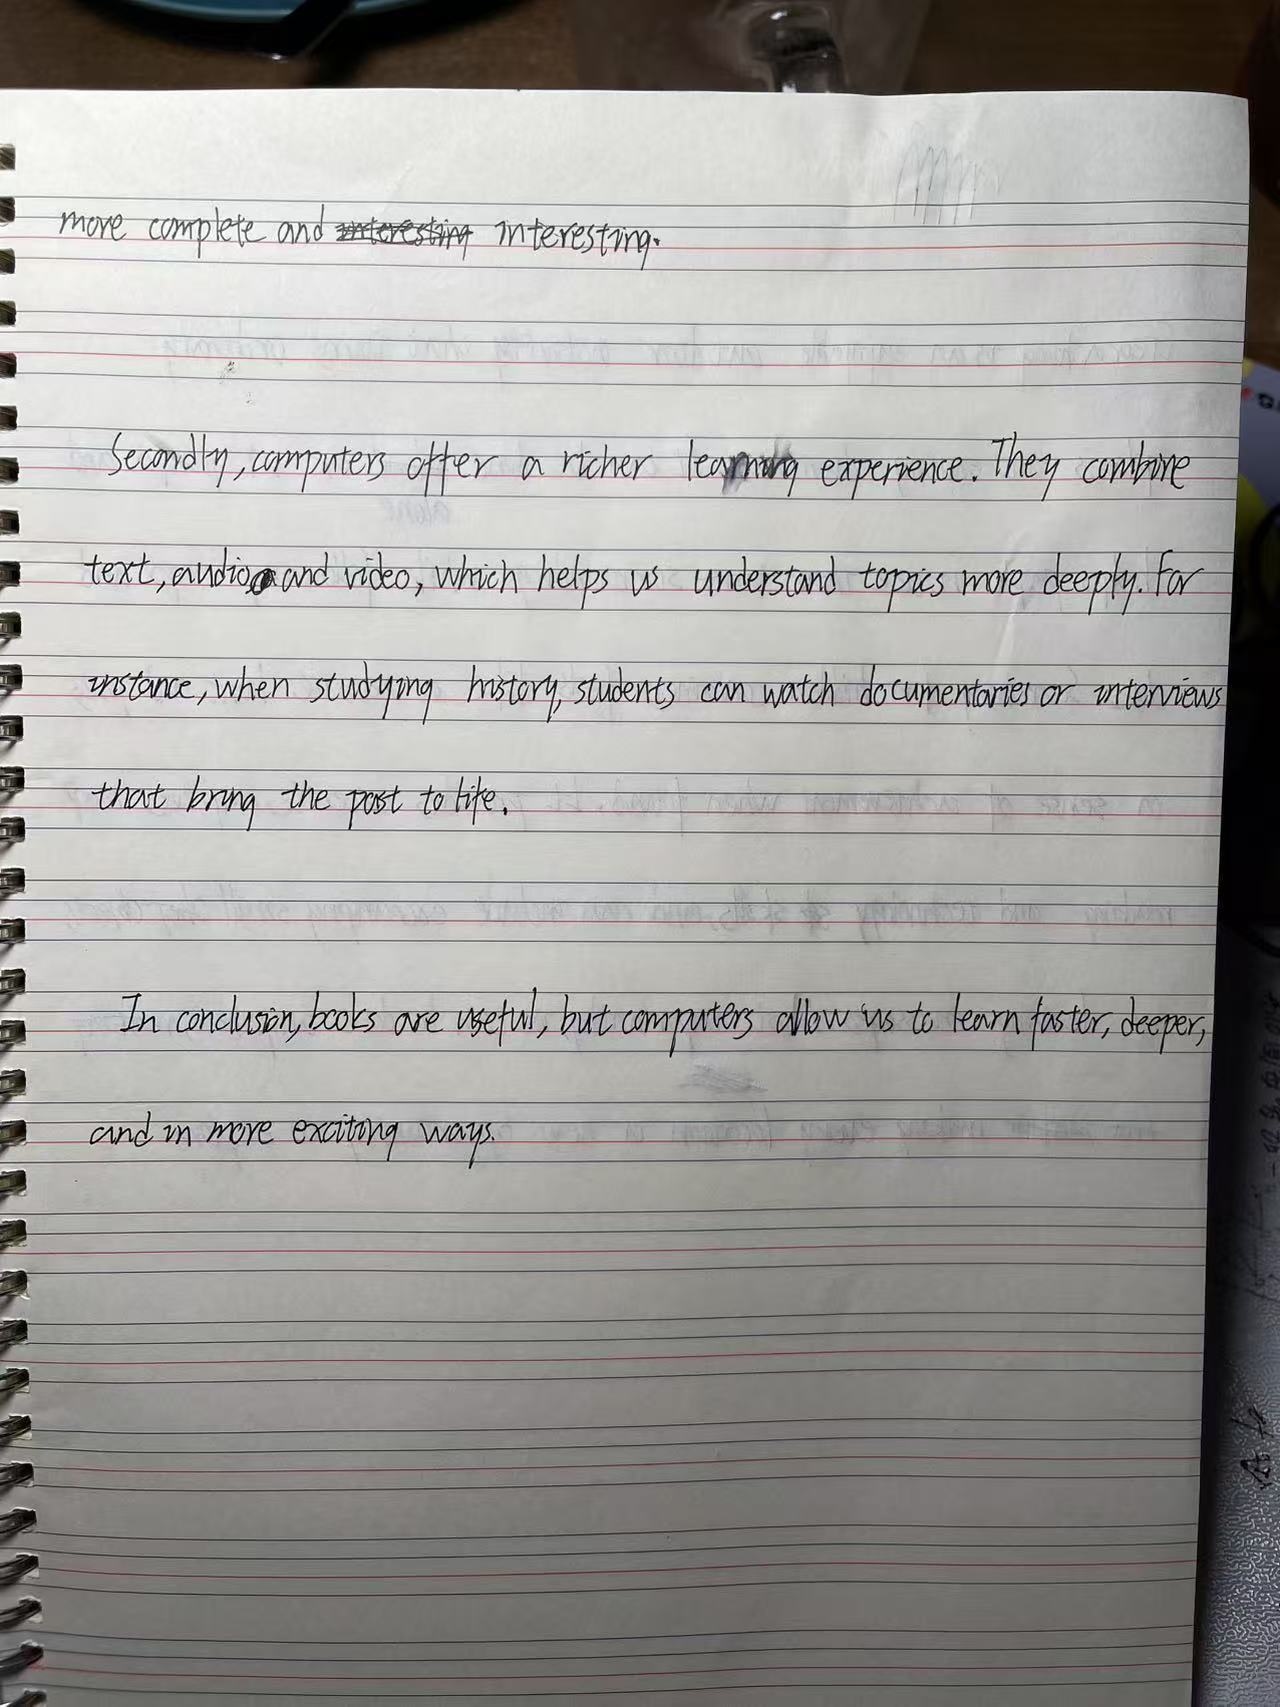 more complete and interesting interesting.
Secondly, computers offer a richer learning experience. They combine
text, audio and video, which helps us understand topics more deeply. For
instance, when studying history, students can watch documentaries or interviews
that bring the past to life.
In conclusion, books are useful, but computers allow us to learn faster, deeper,
and in more exciting ways.